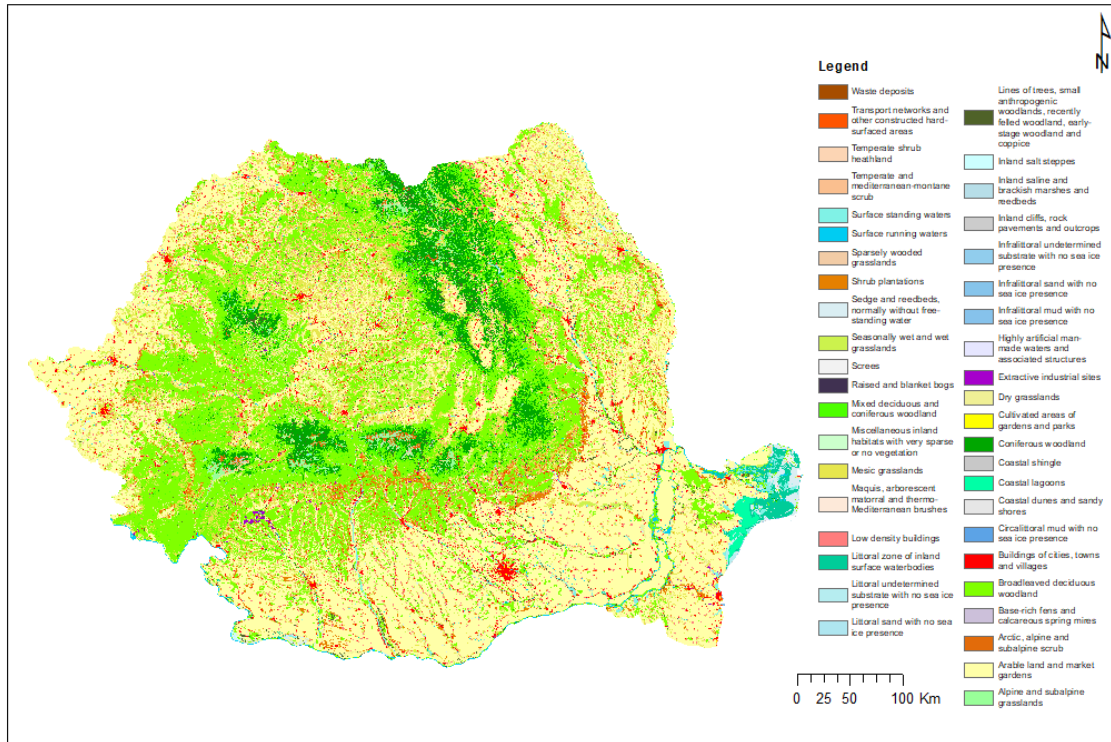 N
Legend
Waste deposits
Transport networks and
other constructed hard-
surfaced areas
Temperate shrub
heathland
Temperate and
mediterranean-montane
scrub
Surface standing waters
Surface running waters
Sparsely wooded
grasslands
Shrub plantations
Sedge and reedbeds,
normally without free-
standing water
Seasonally wet and wet
grasslands
Screes
Raised and blanket bogs
Mixed deciduous and
coniferous woodland
Miscellaneous inland
habitats with very sparse
or no vegetation
Mesic grasslands
Maquis, arborescent
matorral and thermo-
Mediterranean brushes
Low density buildings
Littoral zone of inland
surface waterbodies
Littoral undetermined
substrate with no sea ice
presence
Littoral sand with no sea
ice presence
Lines of trees, small
anthropogenic
woodlands, recently
felled woodland, early-
stage woodland and
coppice
Inland salt steppes
Inland saline and
brackish marshes and
reedbeds
Inland cliffs, rock
pavements and outcrops
Infralittoral undetermined
substrate with no sea ice
presence
Infralittoral sand with no
sea ice presence
Infralittoral mud with no
sea ice presence
Highly artificial man-
made waters and
associated structures
Extractive industrial sites
Dry grasslands
Cultivated areas of
gardens and parks
Coniferous woodland
Coastal shingle
Coastal lagoons
Coastal dunes and sandy
shores
Circalittoral mud with no
sea ice presence
Buildings of cities, towns
and villages
Broadleaved deciduous
woodland
Base-rich fens and
calcareous spring mires
Arctic, alpine and
subalpine scrub
Arable land and market
gardens
Alpine and subalpine
grasslands
0 25 50 100 Km